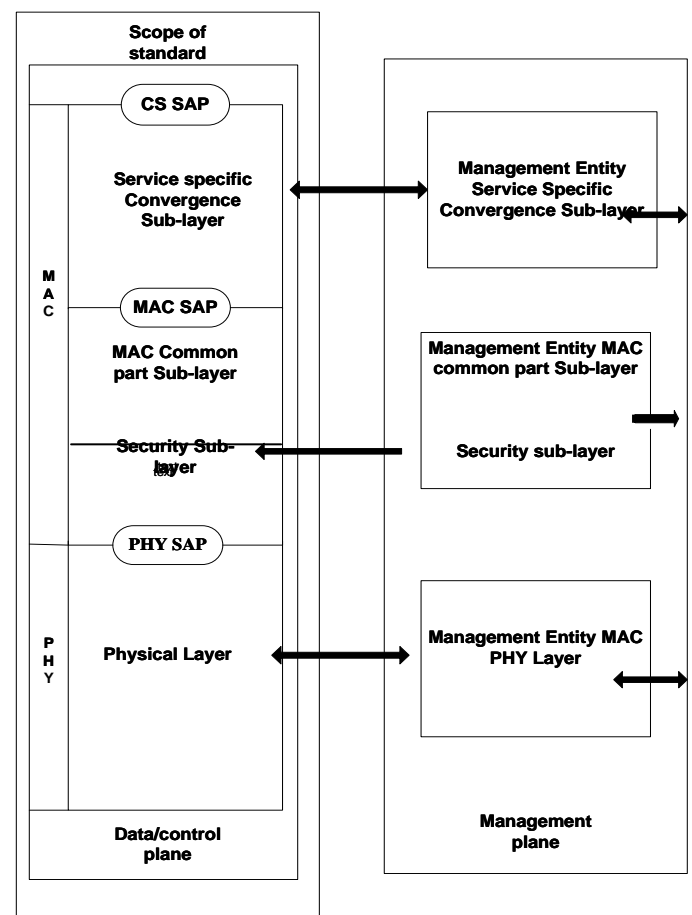 Scope of
standard
CS SAP
Service specific
Convergence
Sub-layer
M
A
C
MAC SAP
MAC Common
part Sub-layer
Security Sub-
layer
text
PHY SAP
P
H
Y
Physical Layer
Data/control
plane
Management Entity
Service Specific
Convergence Sub-layer
Management Entity MAC
common part Sub-layer
Security sub-layer
Management Entity MAC
PHY Layer
Management
plane